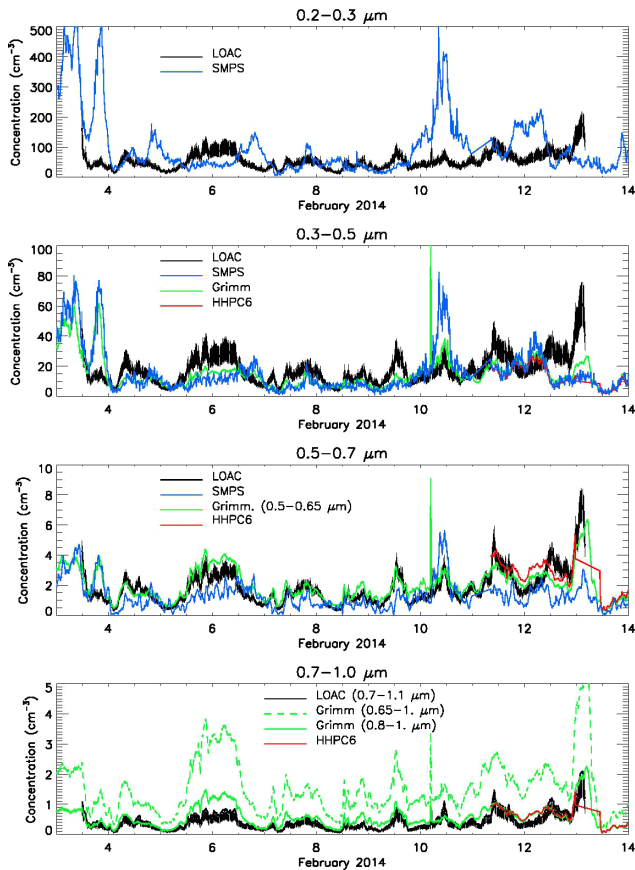 0.2−0.3 μm
Concentration (cm⁻³)
500
400
300
200
100
0
LOAC
SMPS
4
6
8
10
12
14
February 2014
0.3−0.5 μm
Concentration (cm⁻³)
100
80
60
40
20
0
LOAC
SMPS
Grimm
HHPC6
4
6
8
10
12
14
February 2014
0.5−0.7 μm
Concentration (cm⁻³)
10
8
6
4
2
0
LOAC
SMPS
Grimm. (0.5−0.65 μm)
HHPC6
4
6
8
10
12
14
February 2014
0.7−1.0 μm
Concentration (cm⁻³)
5
4
3
2
1
0
LOAC (0.7−1.1 μm)
Grimm (0.65−1. μm)
Grimm (0.8−1. μm)
HHPC6
4
6
8
10
12
14
February 2014